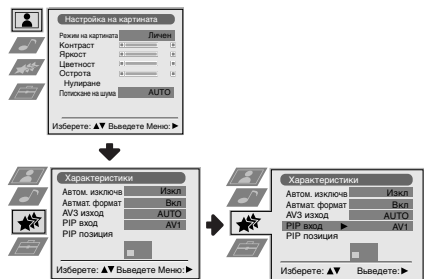 Настройка на картината
Режим на картината Личен
Контраст
Яркост
Цветност
Острота
Нулиране
Потискане на шума AUTO
Изберете: ▲▼ Въведете Меню: ▶
Характеристики
Автом. изключв Изкл
Автмат. формат Вкл
AV3 изход AUTO
PIP вход AV1
PIP позиция
Изберете: ▲▼ Въведете Меню: ▶
Характеристики
Автом. изключв Изкл
Автмат. формат Вкл
AV3 изход AUTO
PIP вход ▶ AV1
PIP позиция
Изберете: ▲▼ Въведете: ▶